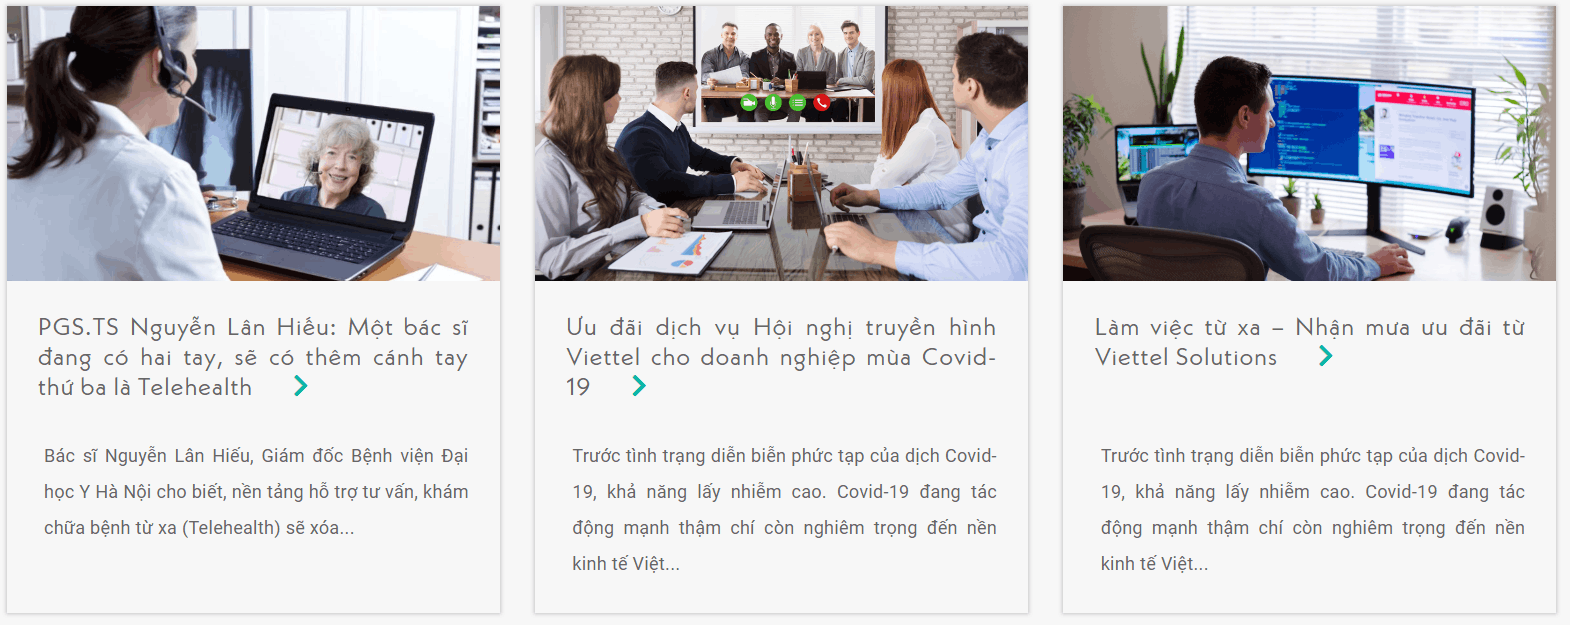 PGS.TS Nguyễn Lân Hiếu: Một bác sĩ
đang có hai tay, sẽ có thêm cánh tay
thứ ba là Telehealth
Bác sĩ Nguyễn Lân Hiếu, Giám đốc Bệnh viện Đại
học Y Hà Nội cho biết, nền tảng hỗ trợ tư vấn, khám
chữa bệnh từ xa (Telehealth) sẽ xóa...
Ưu đãi dịch vụ Hội nghị truyền hình
Viettel cho doanh nghiệp mùa Covid-
19
Trước tình trạng diễn biễn phức tạp của dịch Covid-
19, khả năng lấy nhiễm cao. Covid-19 đang tác
động mạnh thậm chí còn nghiêm trọng đến nền
kinh tế Việt...
Làm việc từ xa – Nhận mưa ưu đãi từ
Viettel Solutions
Trước tình trạng diễn biễn phức tạp của dịch Covid-
19, khả năng lấy nhiễm cao. Covid-19 đang tác
động mạnh thậm chí còn nghiêm trọng đến nền
kinh tế Việt...